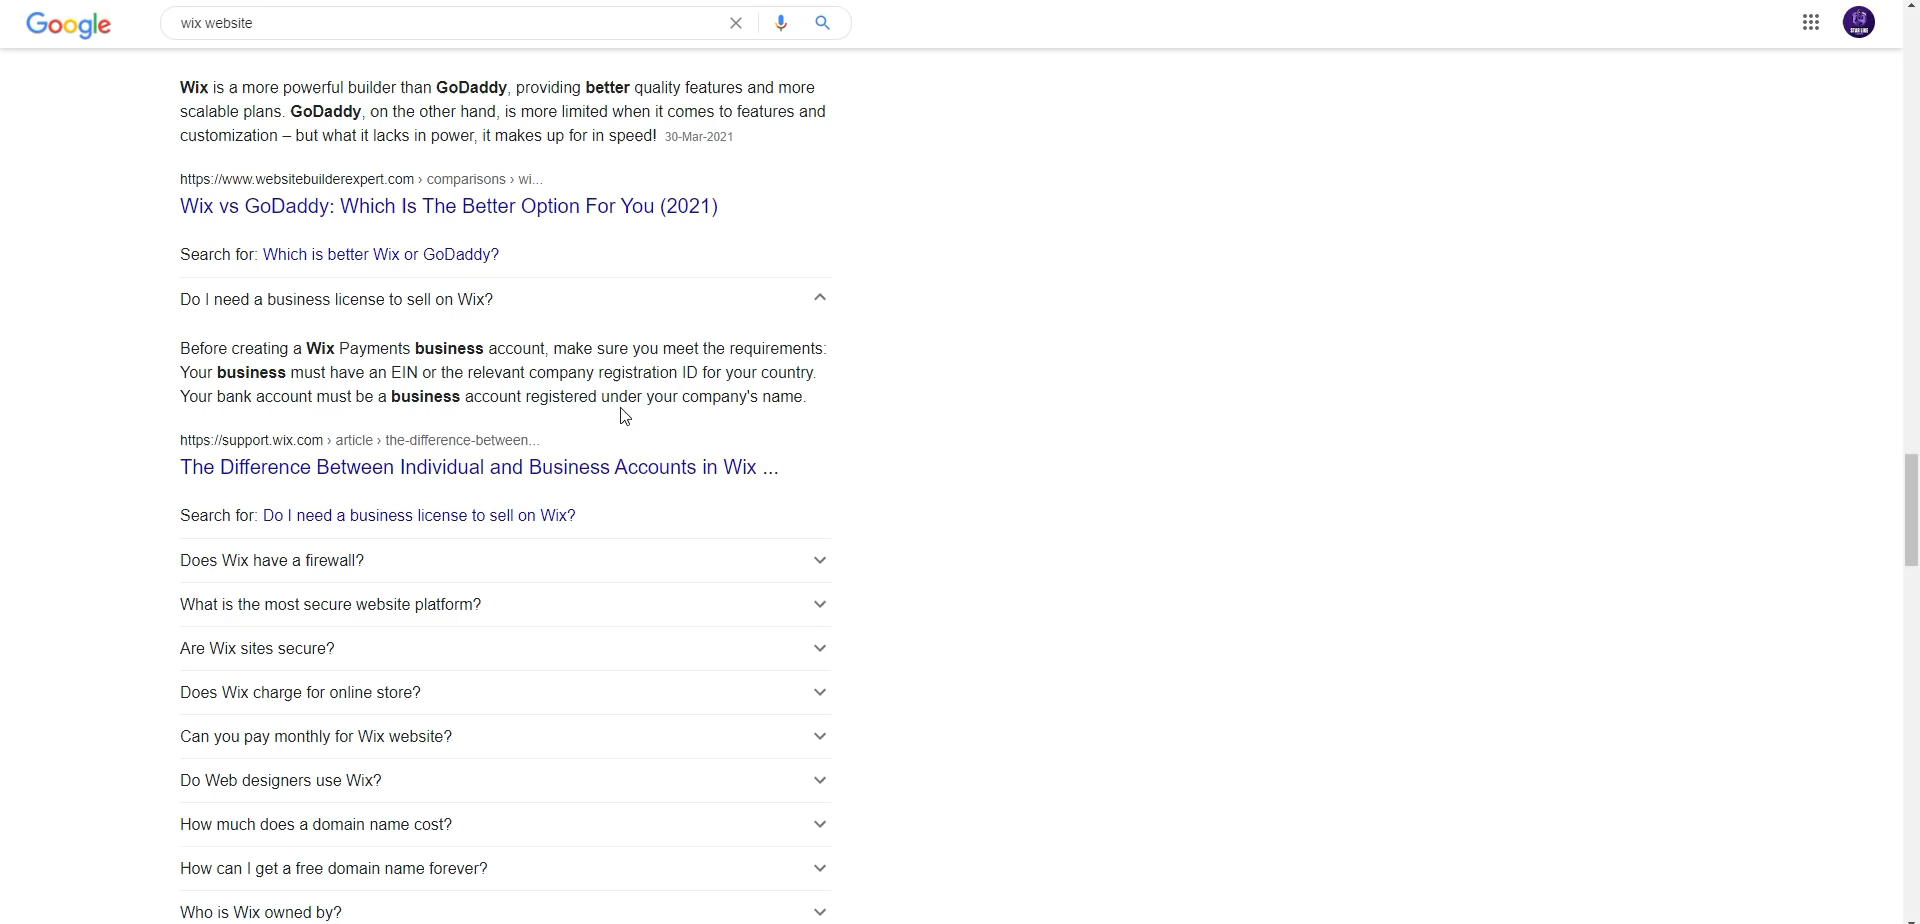 Google
wix website
Wix is a more powerful builder than GoDaddy, providing better quality features and more
scalable plans. GoDaddy, on the other hand, is more limited when it comes to features and
customization – but what it lacks in power, it makes up for in speed! 30-Mar-2021
https://www.websitebuilderexpert.com › comparisons › wi...
Wix vs GoDaddy: Which Is The Better Option For You (2021)
Search for: Which is better Wix or GoDaddy?
Do I need a business license to sell on Wix?
Before creating a Wix Payments business account, make sure you meet the requirements:
Your business must have an EIN or the relevant company registration ID for your country.
Your bank account must be a business account registered under your company's name.
https://support.wix.com › article › the-difference-between...
The Difference Between Individual and Business Accounts in Wix ...
Search for: Do I need a business license to sell on Wix?
Does Wix have a firewall?
What is the most secure website platform?
Are Wix sites secure?
Does Wix charge for online store?
Can you pay monthly for Wix website?
Do Web designers use Wix?
How much does a domain name cost?
How can I get a free domain name forever?
Who is Wix owned by?